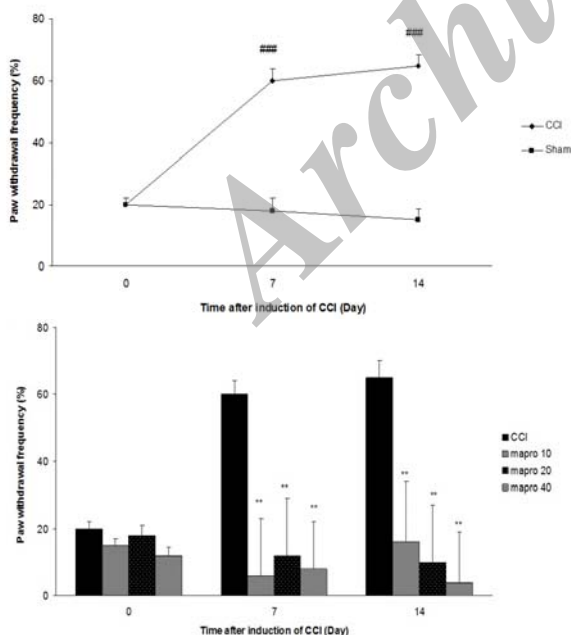 80
60
40
20
0
Paw withdrawal frequency (%)
###
###
CCI
Sham
0 7 14
Time after induction of CCI (Day)
Archi
80
60
40
20
0
Paw withdrawal frequency (%)
** ** **
** ** **
CCI
mapro 10
mapro 20
mapro 40
0 7 14
Time after induction of CCI (Day)